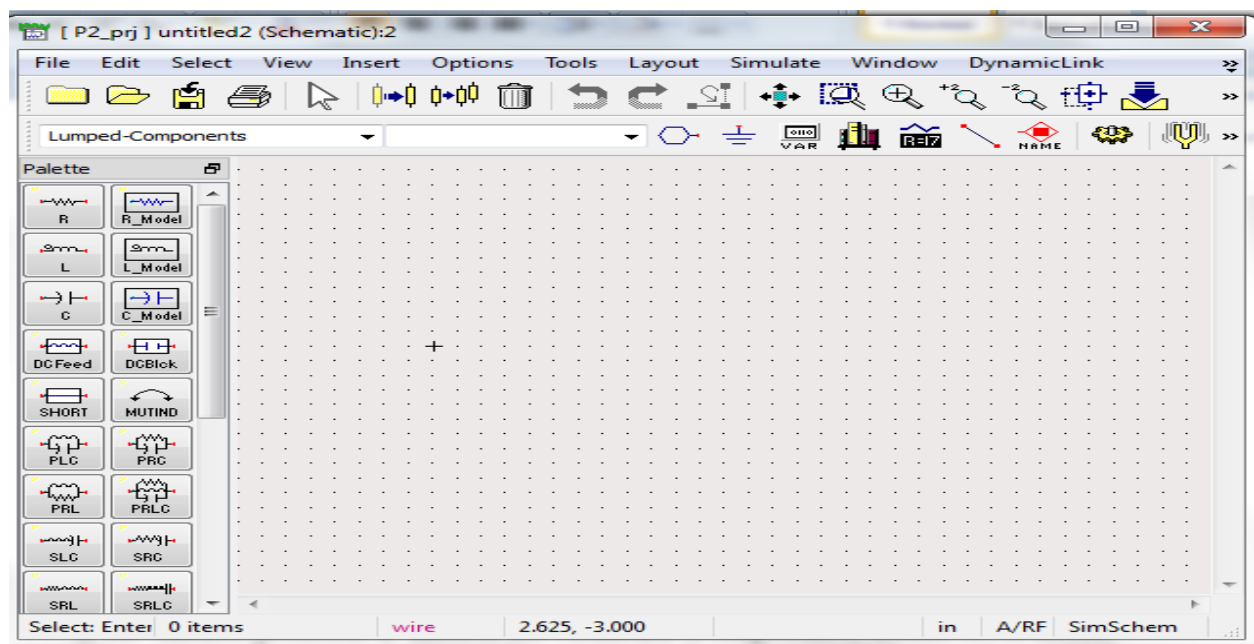 [ P2_prj ] untitled2 (Schematic):2
File Edit Select View Insert Options Tools Layout Simulate Window DynamicLink
+2 -2
Lumped-Components
VAR NAME
Palette
R R_Model
L L_Model
C C_Model
DCFeed DCBlck
SHORT MUTIND
PLC PRC
PRL PRLC
SLC SRC
SRL SRLC
Select: Enter 0 items wire 2.625, -3.000 in A/RF SimSchem